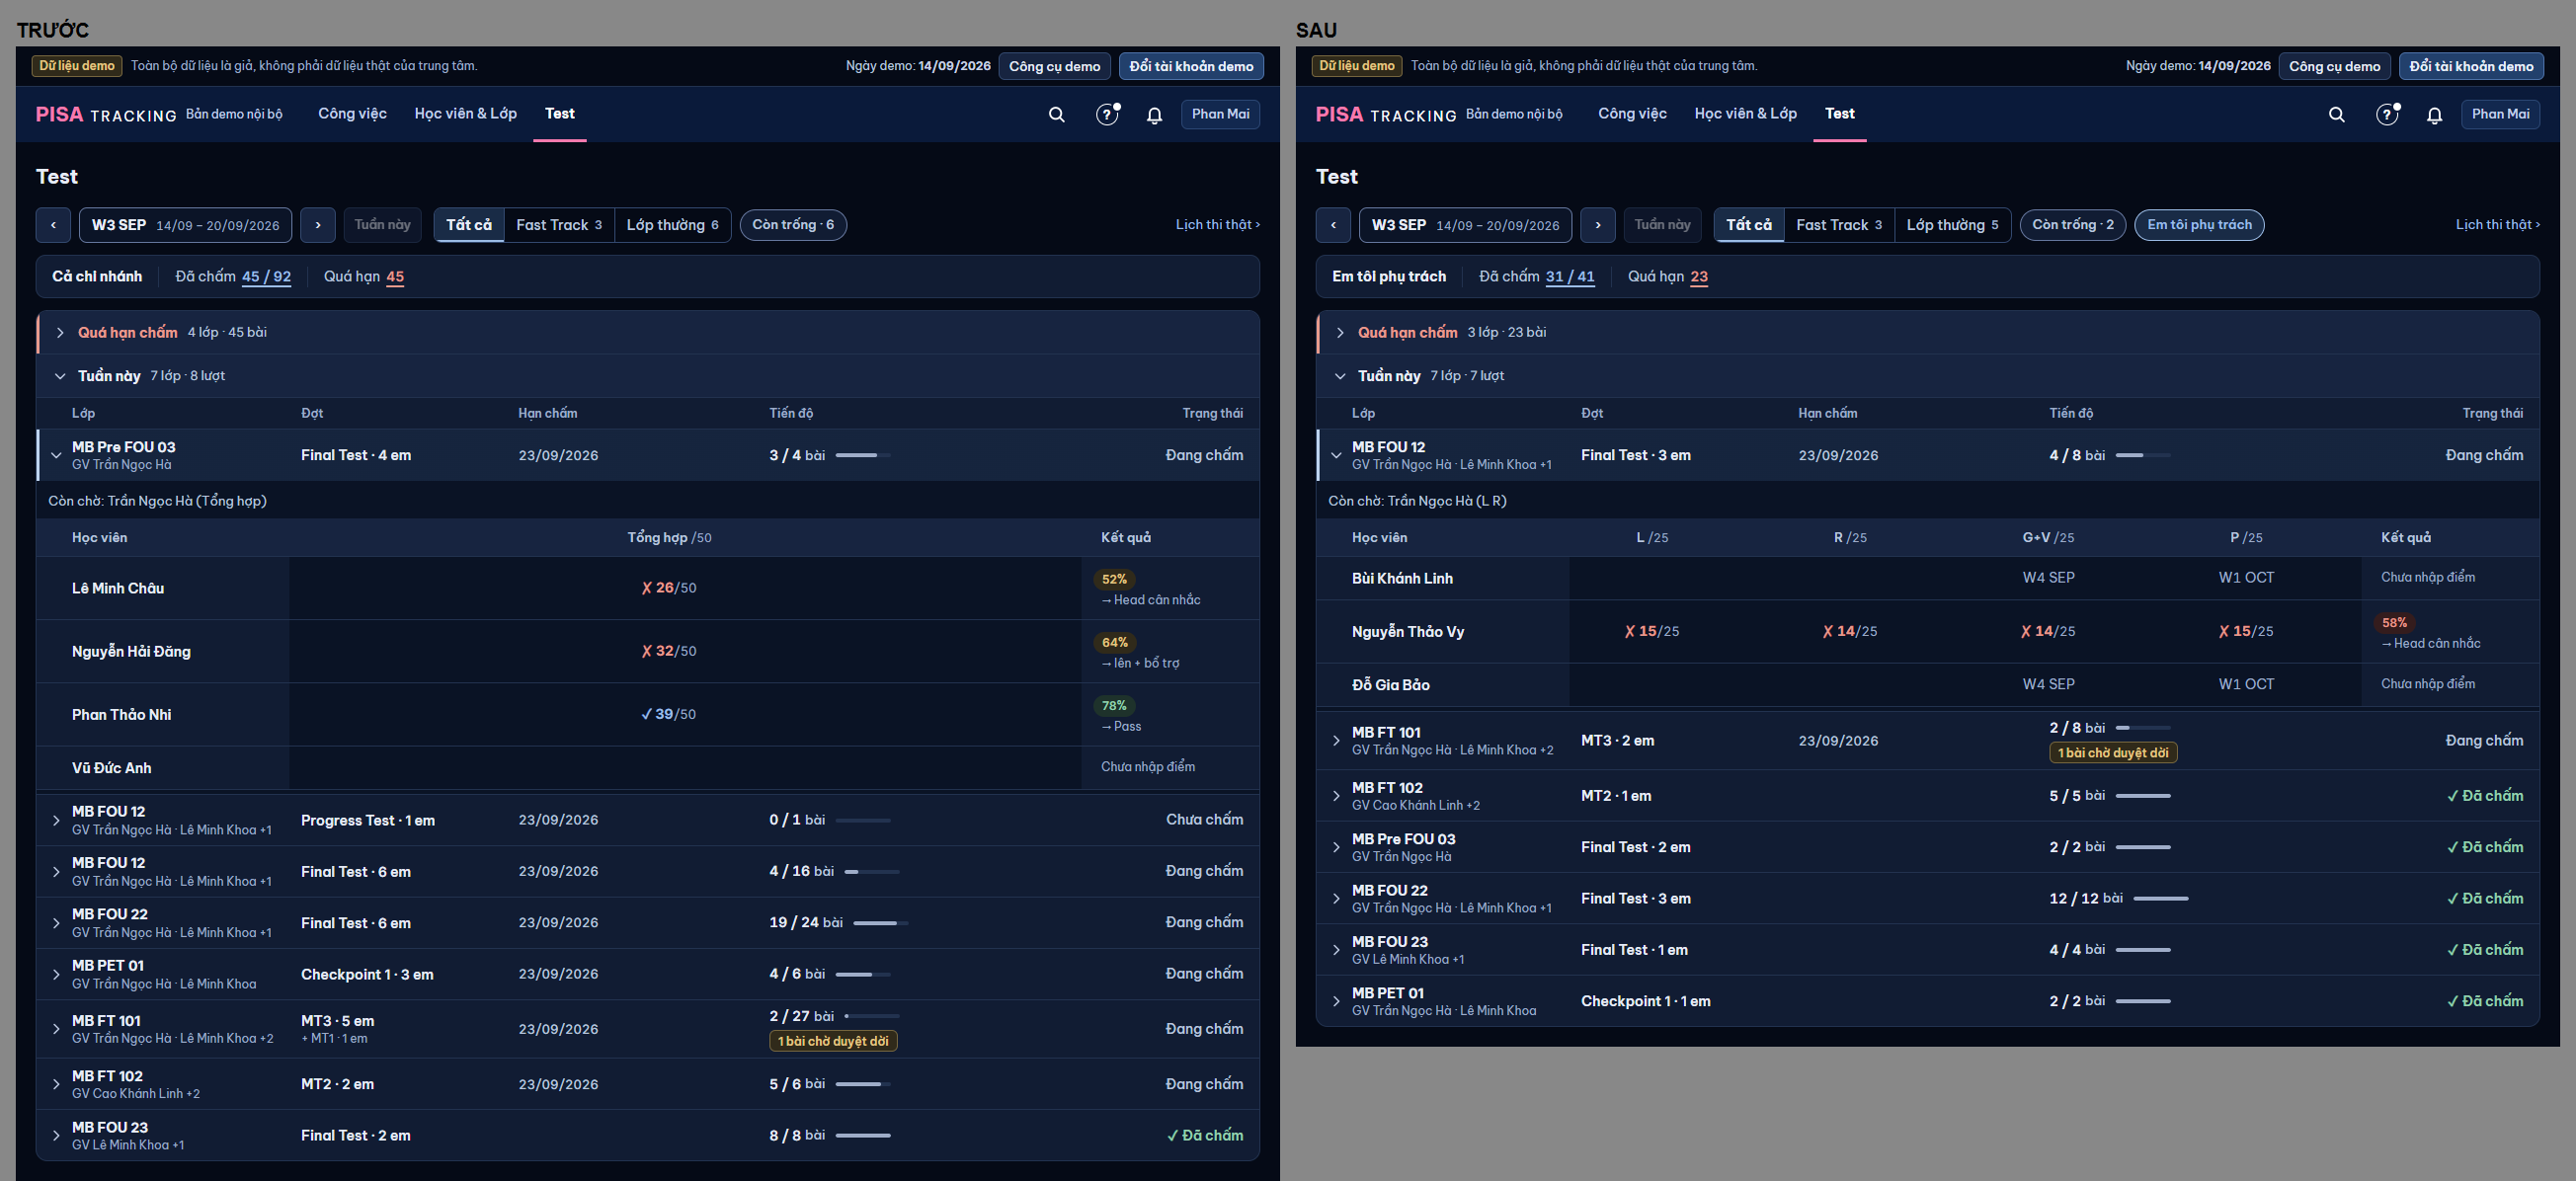 TRƯỚC
Dữ liệu demo Toàn bộ dữ liệu là giả, không phải dữ liệu thật của trung tâm. Ngày demo: 14/09/2026 Công cụ demo Đổi tài khoản demo
PISA TRACKING Bản demo nội bộ Công việc Học viên & Lớp Test ? Phan Mai
Test
‹ W3 SEP 14/09 – 20/09/2026 › Tuần này Tất cả Fast Track 3 Lớp thường 6 Còn trống · 6 Lịch thi thật ›
Cả chi nhánh Đã chấm 45 / 92 Quá hạn 45
Quá hạn chấm 4 lớp · 45 bài
Tuần này 7 lớp · 8 lượt
Lớp Đợt Hạn chấm Tiến độ Trạng thái
MB Pre FOU 03 Final Test · 4 em 23/09/2026 3 / 4 bài Đang chấm
GV Trần Ngọc Hà
Còn chờ: Trần Ngọc Hà (Tổng hợp)
Học viên Tổng hợp /50 Kết quả
Lê Minh Châu ✗ 26/50 52%
→ Head cân nhắc
Nguyễn Hải Đăng ✗ 32/50 64%
→ lên + bổ trợ
Phan Thảo Nhi ✓ 39/50 78%
→ Pass
Vũ Đức Anh Chưa nhập điểm
MB FOU 12 Progress Test · 1 em 23/09/2026 0 / 1 bài Chưa chấm
GV Trần Ngọc Hà · Lê Minh Khoa +1
MB FOU 12 Final Test · 6 em 23/09/2026 4 / 16 bài Đang chấm
GV Trần Ngọc Hà · Lê Minh Khoa +1
MB FOU 22 Final Test · 6 em 23/09/2026 19 / 24 bài Đang chấm
GV Trần Ngọc Hà · Lê Minh Khoa +1
MB PET 01 Checkpoint 1 · 3 em 23/09/2026 4 / 6 bài Đang chấm
GV Trần Ngọc Hà · Lê Minh Khoa
MB FT 101 MT3 · 5 em 23/09/2026 2 / 27 bài Đang chấm
GV Trần Ngọc Hà · Lê Minh Khoa +2 + MT1 · 1 em 1 bài chờ duyệt dời
MB FT 102 MT2 · 2 em 23/09/2026 5 / 6 bài Đang chấm
GV Cao Khánh Linh +2
MB FOU 23 Final Test · 2 em 8 / 8 bài ✓ Đã chấm
GV Lê Minh Khoa +1
SAU
Dữ liệu demo Toàn bộ dữ liệu là giả, không phải dữ liệu thật của trung tâm. Ngày demo: 14/09/2026 Công cụ demo Đổi tài khoản demo
PISA TRACKING Bản demo nội bộ Công việc Học viên & Lớp Test ? Phan Mai
Test
‹ W3 SEP 14/09 – 20/09/2026 › Tuần này Tất cả Fast Track 3 Lớp thường 5 Còn trống · 2 Em tôi phụ trách Lịch thi thật ›
Em tôi phụ trách Đã chấm 31 / 41 Quá hạn 23
Quá hạn chấm 3 lớp · 23 bài
Tuần này 7 lớp · 7 lượt
Lớp Đợt Hạn chấm Tiến độ Trạng thái
MB FOU 12 Final Test · 3 em 23/09/2026 4 / 8 bài Đang chấm
GV Trần Ngọc Hà · Lê Minh Khoa +1
Còn chờ: Trần Ngọc Hà (L R)
Học viên L /25 R /25 G+V /25 P /25 Kết quả
Bùi Khánh Linh W4 SEP W1 OCT Chưa nhập điểm
Nguyễn Thảo Vy ✗ 15/25 ✗ 14/25 ✗ 14/25 ✗ 15/25 58%
→ Head cân nhắc
Đỗ Gia Bảo W4 SEP W1 OCT Chưa nhập điểm
MB FT 101 MT3 · 2 em 23/09/2026 2 / 8 bài Đang chấm
GV Trần Ngọc Hà · Lê Minh Khoa +2 1 bài chờ duyệt dời
MB FT 102 MT2 · 1 em 5 / 5 bài ✓ Đã chấm
GV Cao Khánh Linh +2
MB Pre FOU 03 Final Test · 2 em 2 / 2 bài ✓ Đã chấm
GV Trần Ngọc Hà
MB FOU 22 Final Test · 3 em 12 / 12 bài ✓ Đã chấm
GV Trần Ngọc Hà · Lê Minh Khoa +1
MB FOU 23 Final Test · 1 em 4 / 4 bài ✓ Đã chấm
GV Lê Minh Khoa +1
MB PET 01 Checkpoint 1 · 1 em 2 / 2 bài ✓ Đã chấm
GV Trần Ngọc Hà · Lê Minh Khoa